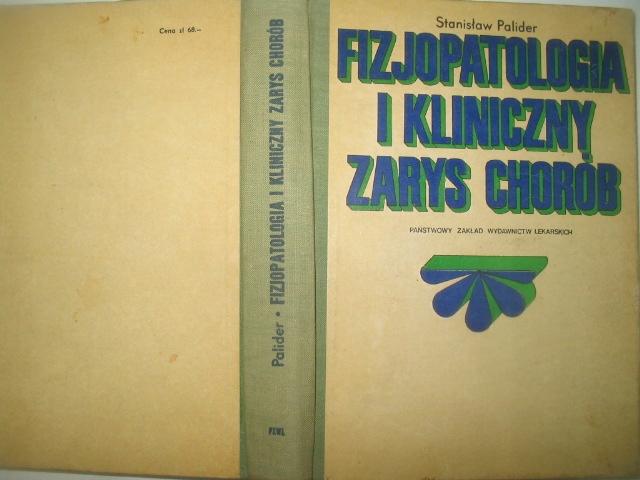 Cena zł 68.—
Palider • FIZJOPATOLOGIA I KLINICZNY ZARYS CHORÓB
PZWL
Stanisław Palider
FIZJOPATOLOGIA
I KLINICZNY
ZARYS CHORÓB
PAŃSTWOWY ZAKŁAD WYDAWNICTW LEKARSKICH